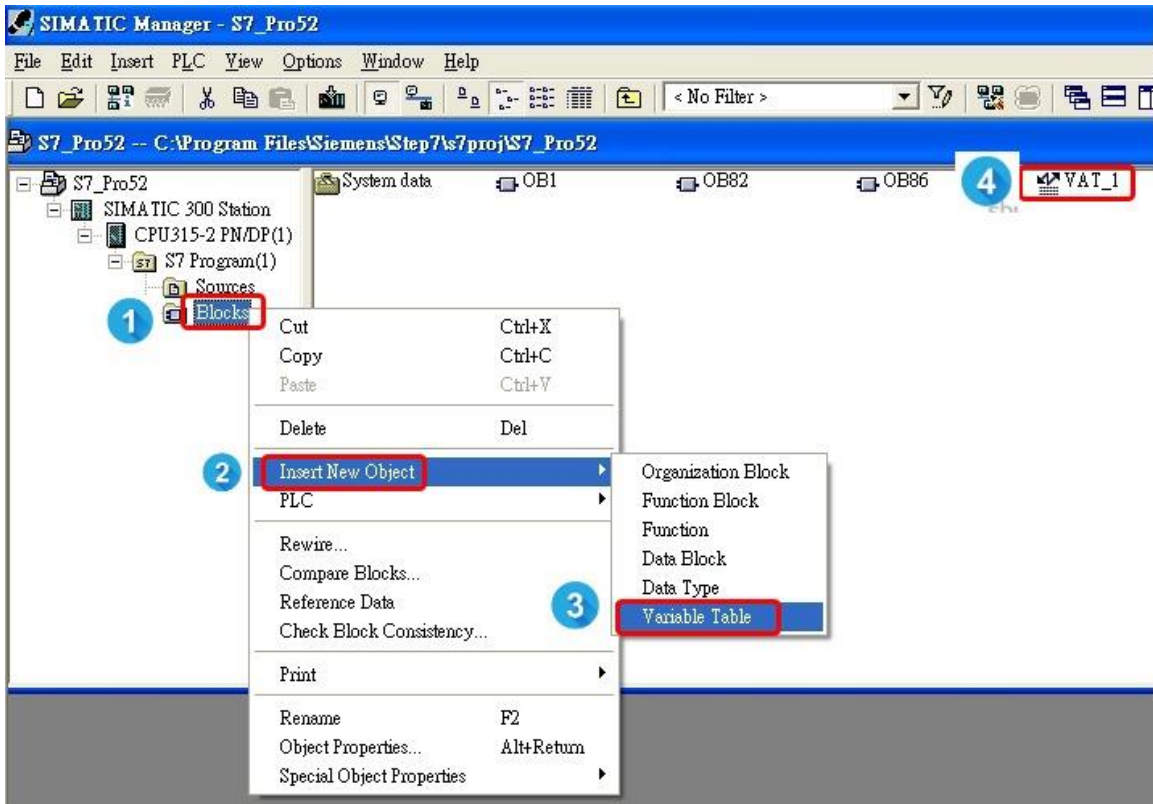 SIMATIC Manager - S7_Pro52
File Edit Insert PLC View Options Window Help
< No Filter >
S7_Pro52 -- C:\Program Files\Siemens\Step7\s7proj\S7_Pro52
S7_Pro52
SIMATIC 300 Station
CPU315-2 PN/DP(1)
S7 Program(1)
Sources
Blocks
System data OB1 OB82 OB86 4 VAT_1
1
Cut Ctrl+X
Copy Ctrl+C
Paste Ctrl+V
Delete Del
2 Insert New Object
PLC
Rewire...
Compare Blocks...
Reference Data
Check Block Consistency...
Print
Rename F2
Object Properties... Alt+Return
Special Object Properties
Organization Block
Function Block
Function
Data Block
Data Type
3 Variable Table